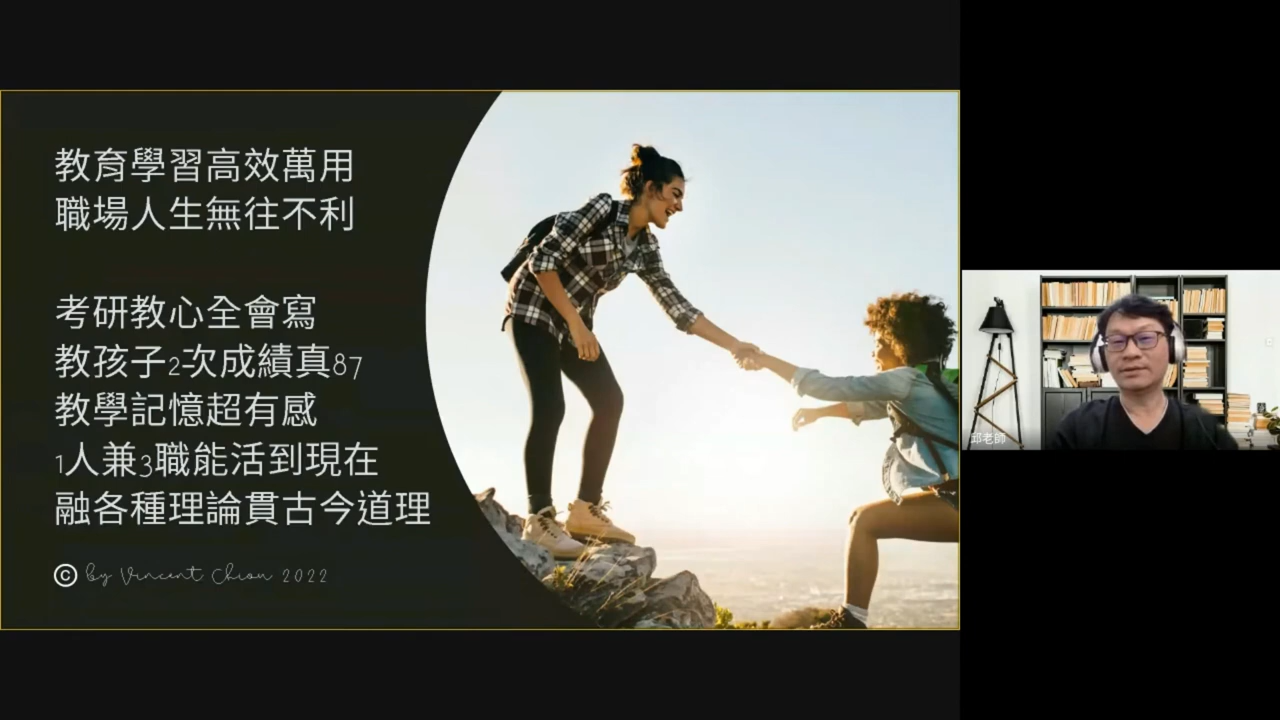 教育學習高效萬用
職場人生無往不利
考研教心全會寫
教孩子2次成績真87
教學記憶超有感
1人兼3職能活到現在
融各種理論貫古今道理
© by Vincent Chiou 2022
邱老師